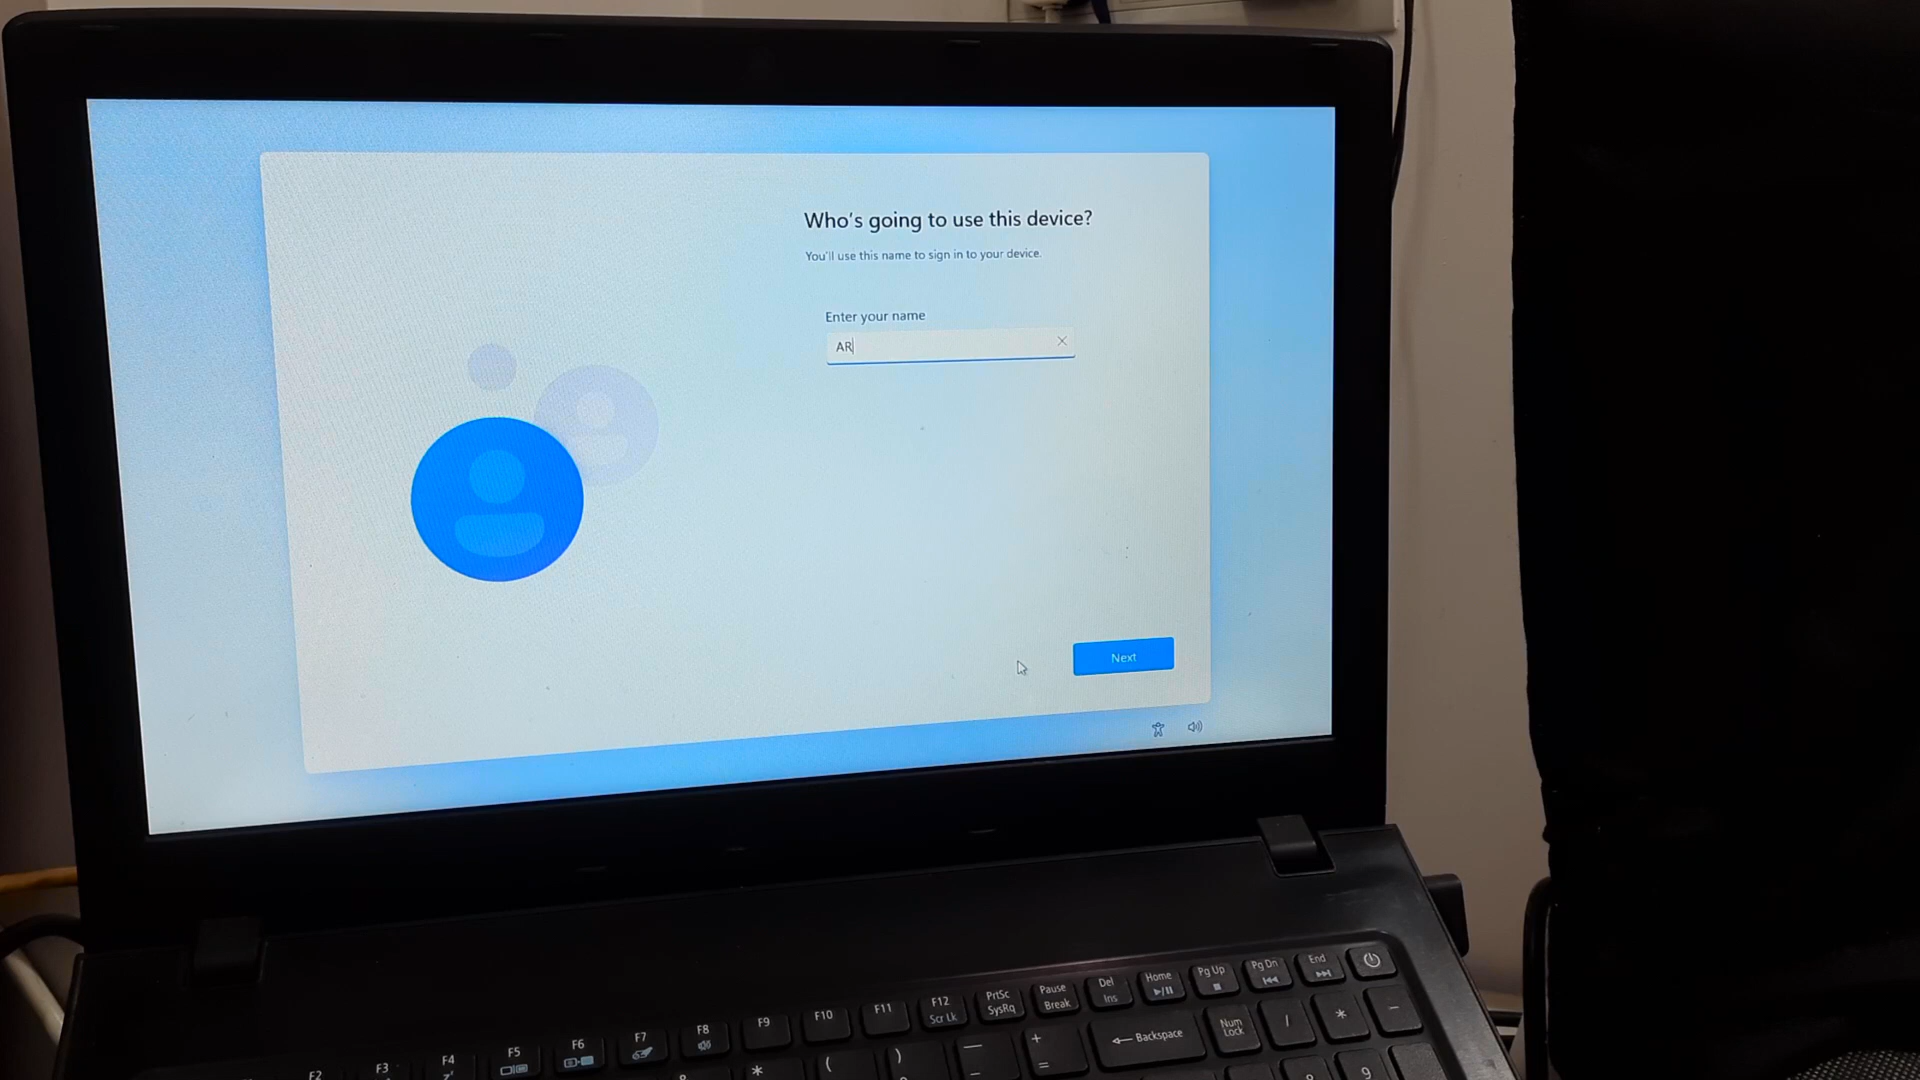 Who's going to use this device?
You'll use this name to sign in to your device.
Enter your name
AR
Next
F2 F3 F4 F5 F6 F7 F8 F9 F10 F11 F12 PrtSc Pause Del Home Pg Up Pg Dn End
Scr Lk SysRq Break Ins
( ) — + ← Backspace Num / * -
* _ = Lock
9